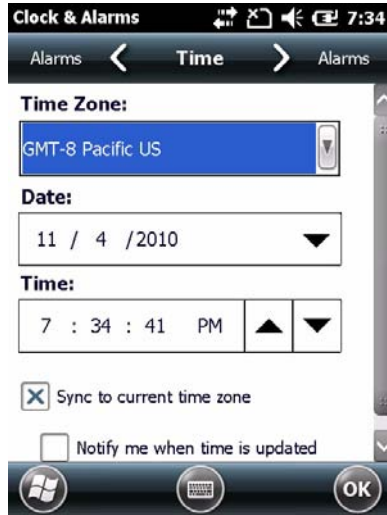 Clock & Alarms 7:34
Alarms Time Alarms
Time Zone:
GMT-8 Pacific US
Date:
11 / 4 /2010
Time:
7 : 34 : 41 PM
Sync to current time zone
Notify me when time is updated
OK